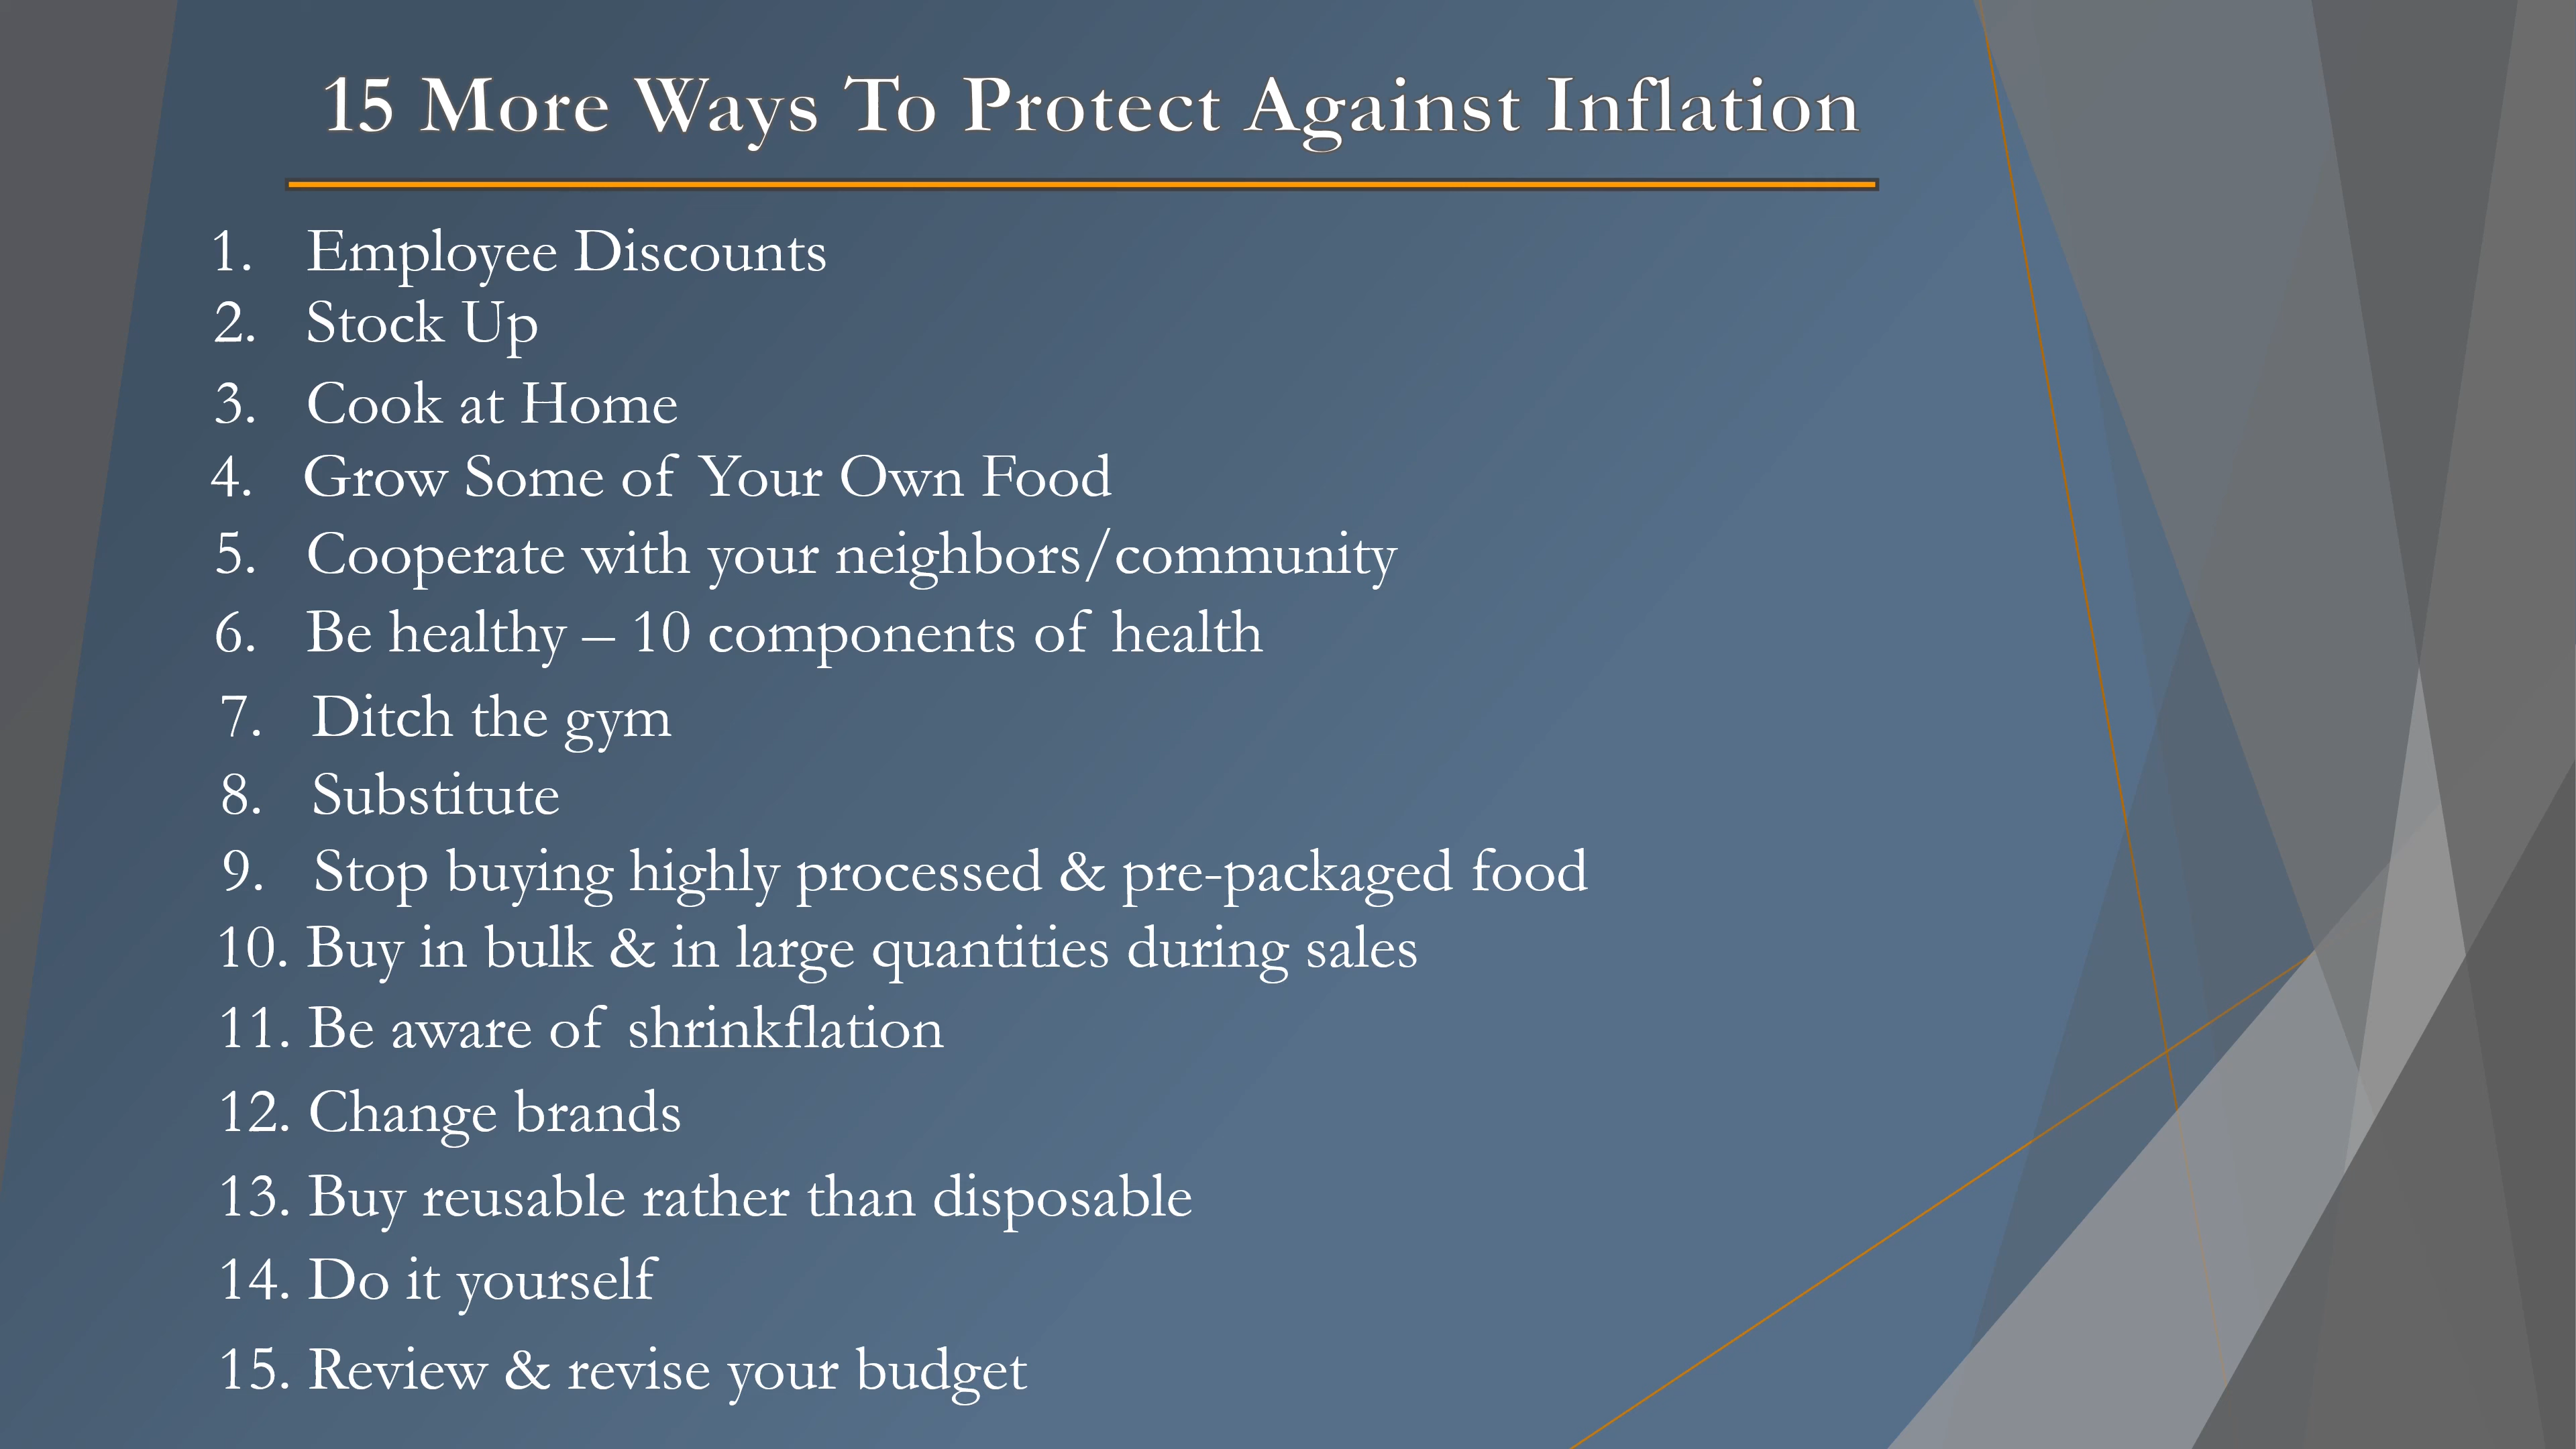 15 More Ways To Protect Against Inflation
1. Employee Discounts
2. Stock Up
3. Cook at Home
4. Grow Some of Your Own Food
5. Cooperate with your neighbors/community
6. Be healthy – 10 components of health
7. Ditch the gym
8. Substitute
9. Stop buying highly processed & pre-packaged food
10. Buy in bulk & in large quantities during sales
11. Be aware of shrinkflation
12. Change brands
13. Buy reusable rather than disposable
14. Do it yourself
15. Review & revise your budget